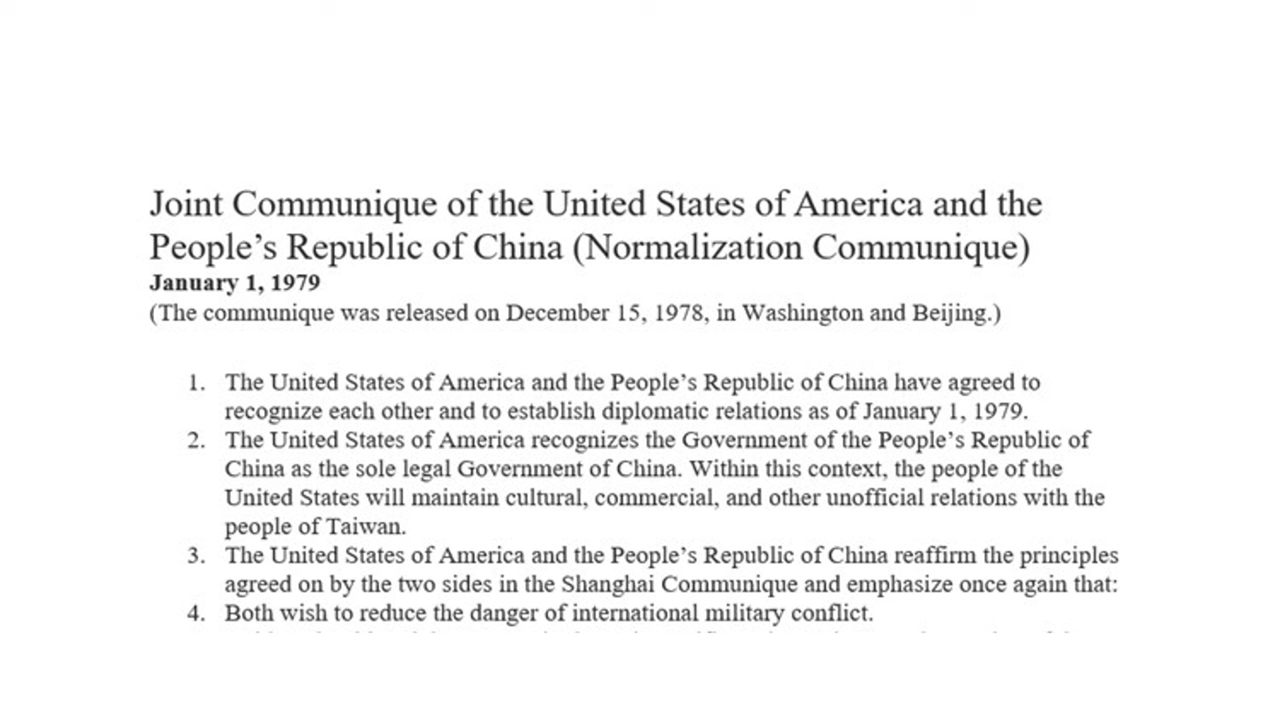 Joint Communique of the United States of America and the
People’s Republic of China (Normalization Communique)
January 1, 1979
(The communique was released on December 15, 1978, in Washington and Beijing.)
1. The United States of America and the People’s Republic of China have agreed to
recognize each other and to establish diplomatic relations as of January 1, 1979.
2. The United States of America recognizes the Government of the People’s Republic of
China as the sole legal Government of China. Within this context, the people of the
United States will maintain cultural, commercial, and other unofficial relations with the
people of Taiwan.
3. The United States of America and the People’s Republic of China reaffirm the principles
agreed on by the two sides in the Shanghai Communique and emphasize once again that:
4. Both wish to reduce the danger of international military conflict.